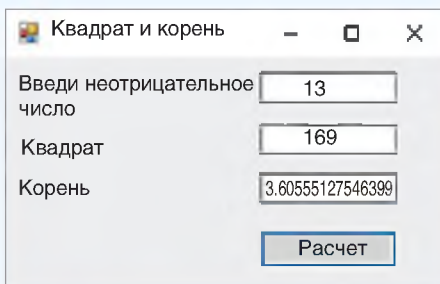 Квадрат и корень
Введи неотрицательное
число
13
Квадрат
169
Корень
3.60555127546399
Расчет